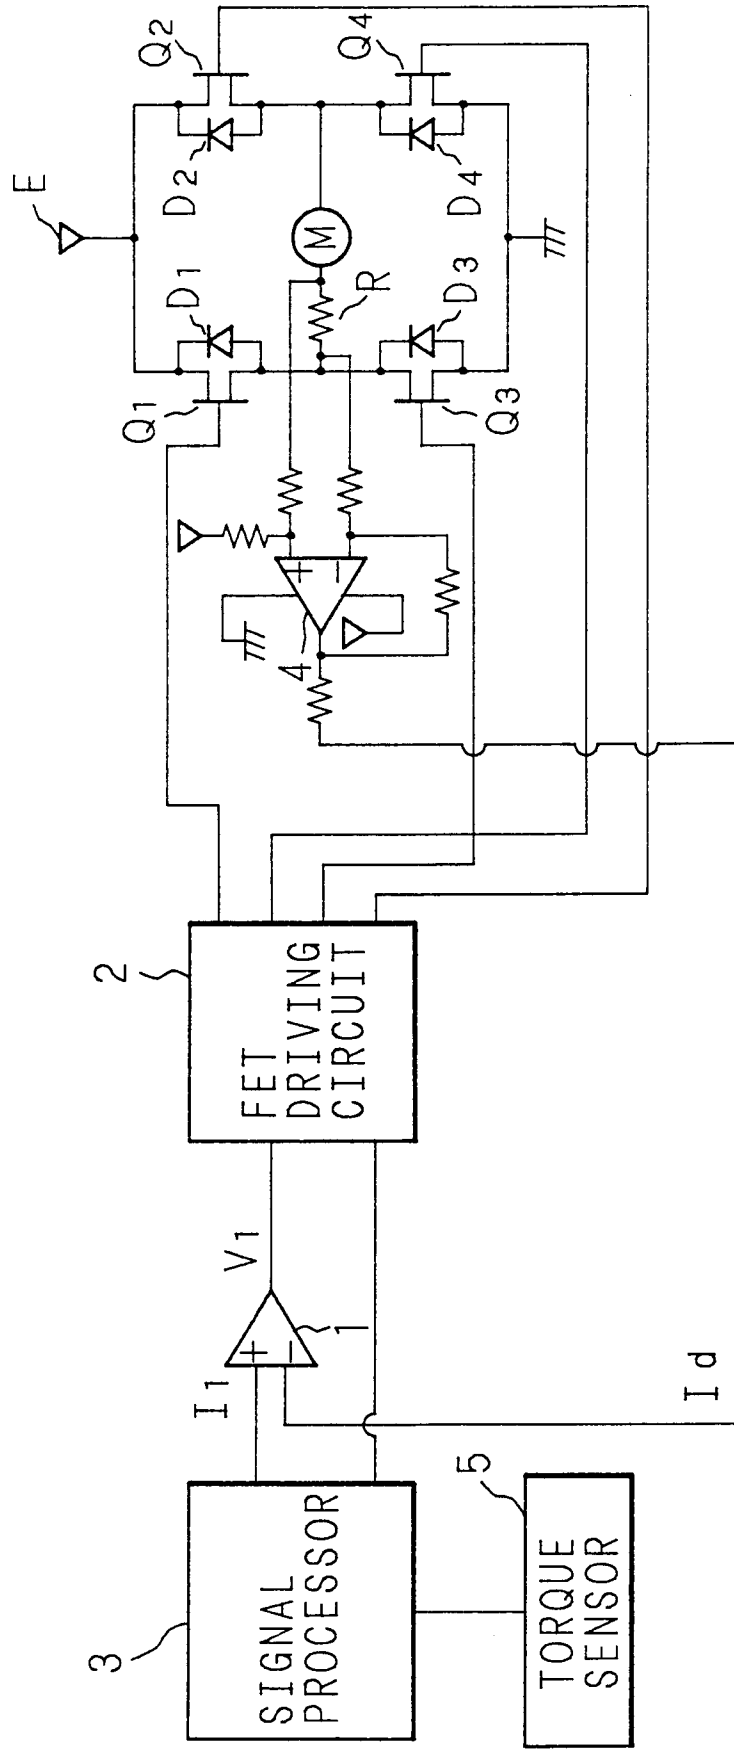 3
SIGNAL
PROCESSOR
5
TORQUE
SENSOR
I1
Id
+
−
1
V1
2
FET
DRIVING
CIRCUIT
4
+
−
E
Q1
D1
D2
Q2
M
R
Q3
D3
D4
Q4